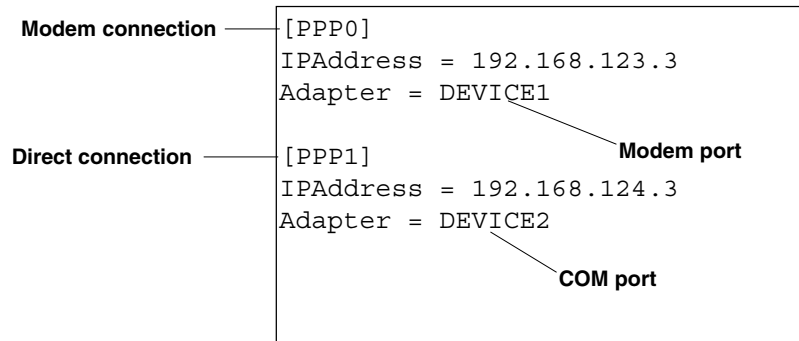 Modem connection
[PPP0]
IPAddress = 192.168.123.3
Adapter = DEVICE1
Modem port
Direct connection
[PPP1]
IPAddress = 192.168.124.3
Adapter = DEVICE2
COM port